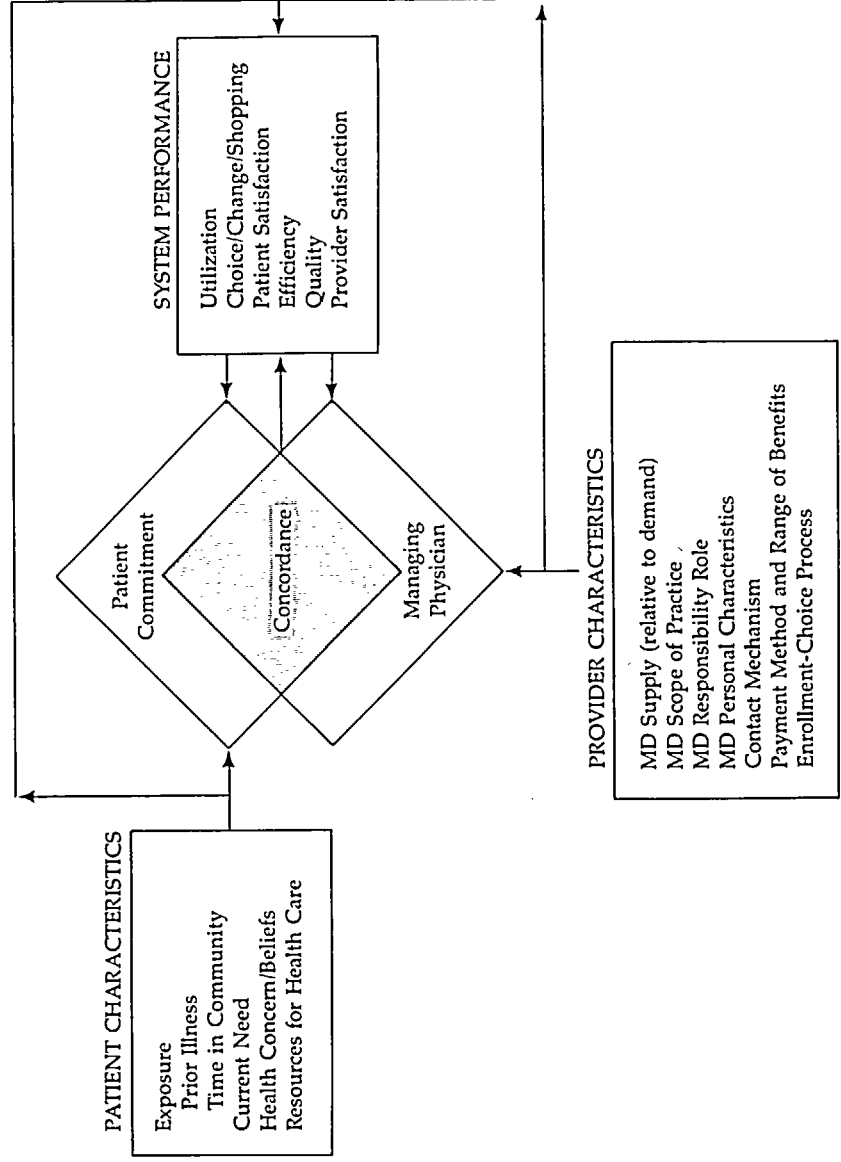 PATIENT CHARACTERISTICS
Exposure
Prior Illness
Time in Community
Current Need
Health Concern/Beliefs
Resources for Health Care
Patient
Commitment
Concordance
Managing
Physician
SYSTEM PERFORMANCE
Utilization
Choice/Change/Shopping
Patient Satisfaction
Efficiency
Quality
Provider Satisfaction
PROVIDER CHARACTERISTICS
MD Supply (relative to demand)
MD Scope of Practice
MD Responsibility Role
MD Personal Characteristics
Contact Mechanism
Payment Method and Range of Benefits
Enrollment-Choice Process